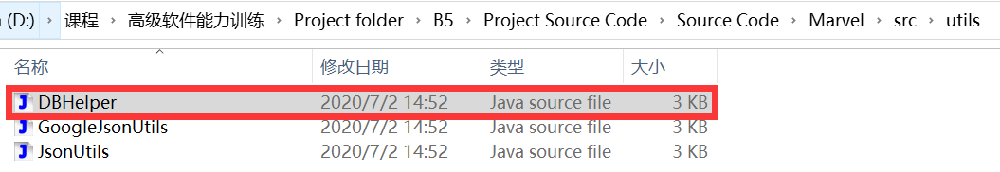 (D:) › 课程 › 高级软件能力训练 › Project folder › B5 › Project Source Code › Source Code › Marvel › src › utils
名称 修改日期 类型 大小
DBHelper 2020/7/2 14:52 Java source file 3 KB
GoogleJsonUtils 2020/7/2 14:52 Java source file 3 KB
JsonUtils 2020/7/2 14:52 Java source file 3 KB